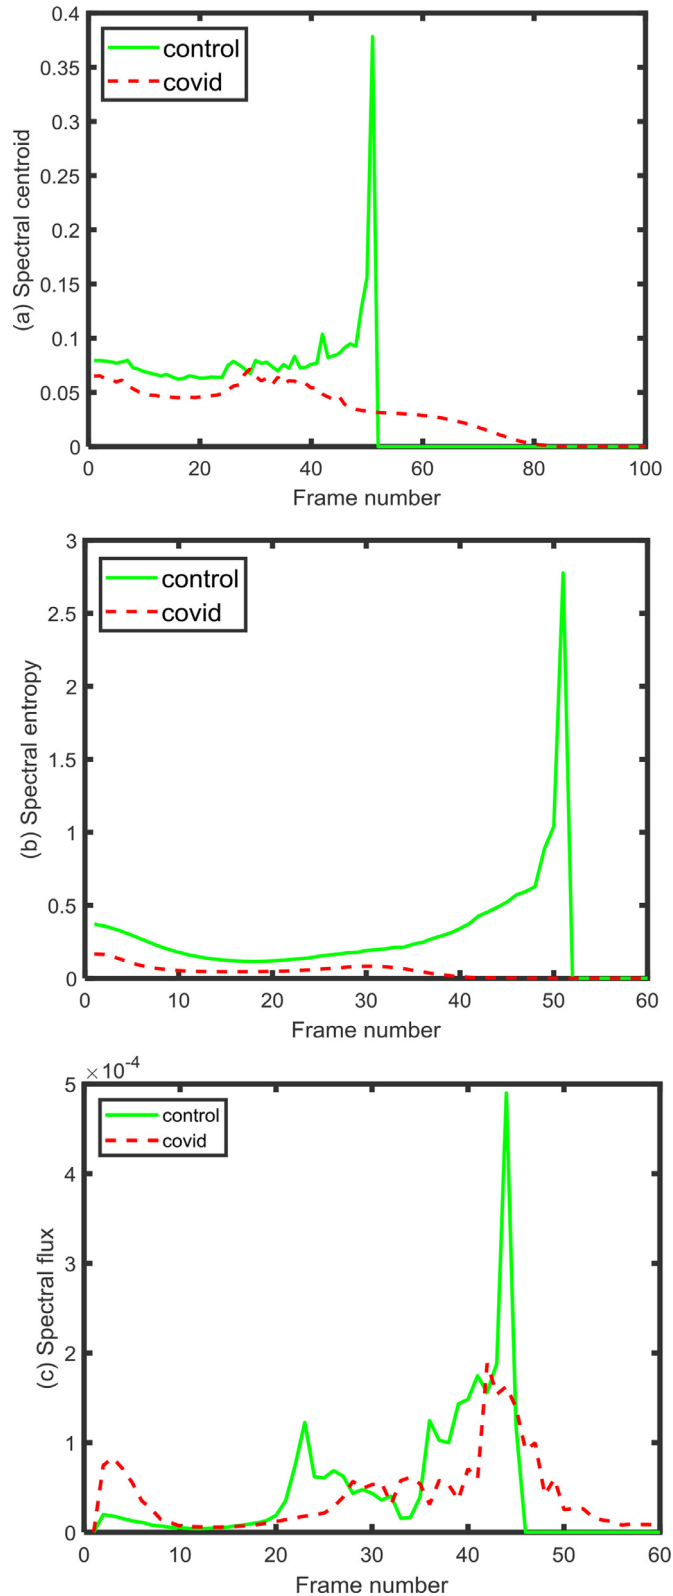 0.4
control
covid
0.35
0.3
0.25
0.2
0.15
0.1
0.05
0
(a) Spectral centroid
0 20 40 60 80 100
Frame number
3
control
covid
2.5
2
1.5
1
0.5
0
(b) Spectral entropy
0 10 20 30 40 50 60
Frame number
×10-4
5
control
covid
4
3
2
1
0
(c) Spectral flux
0 10 20 30 40 50 60
Frame number